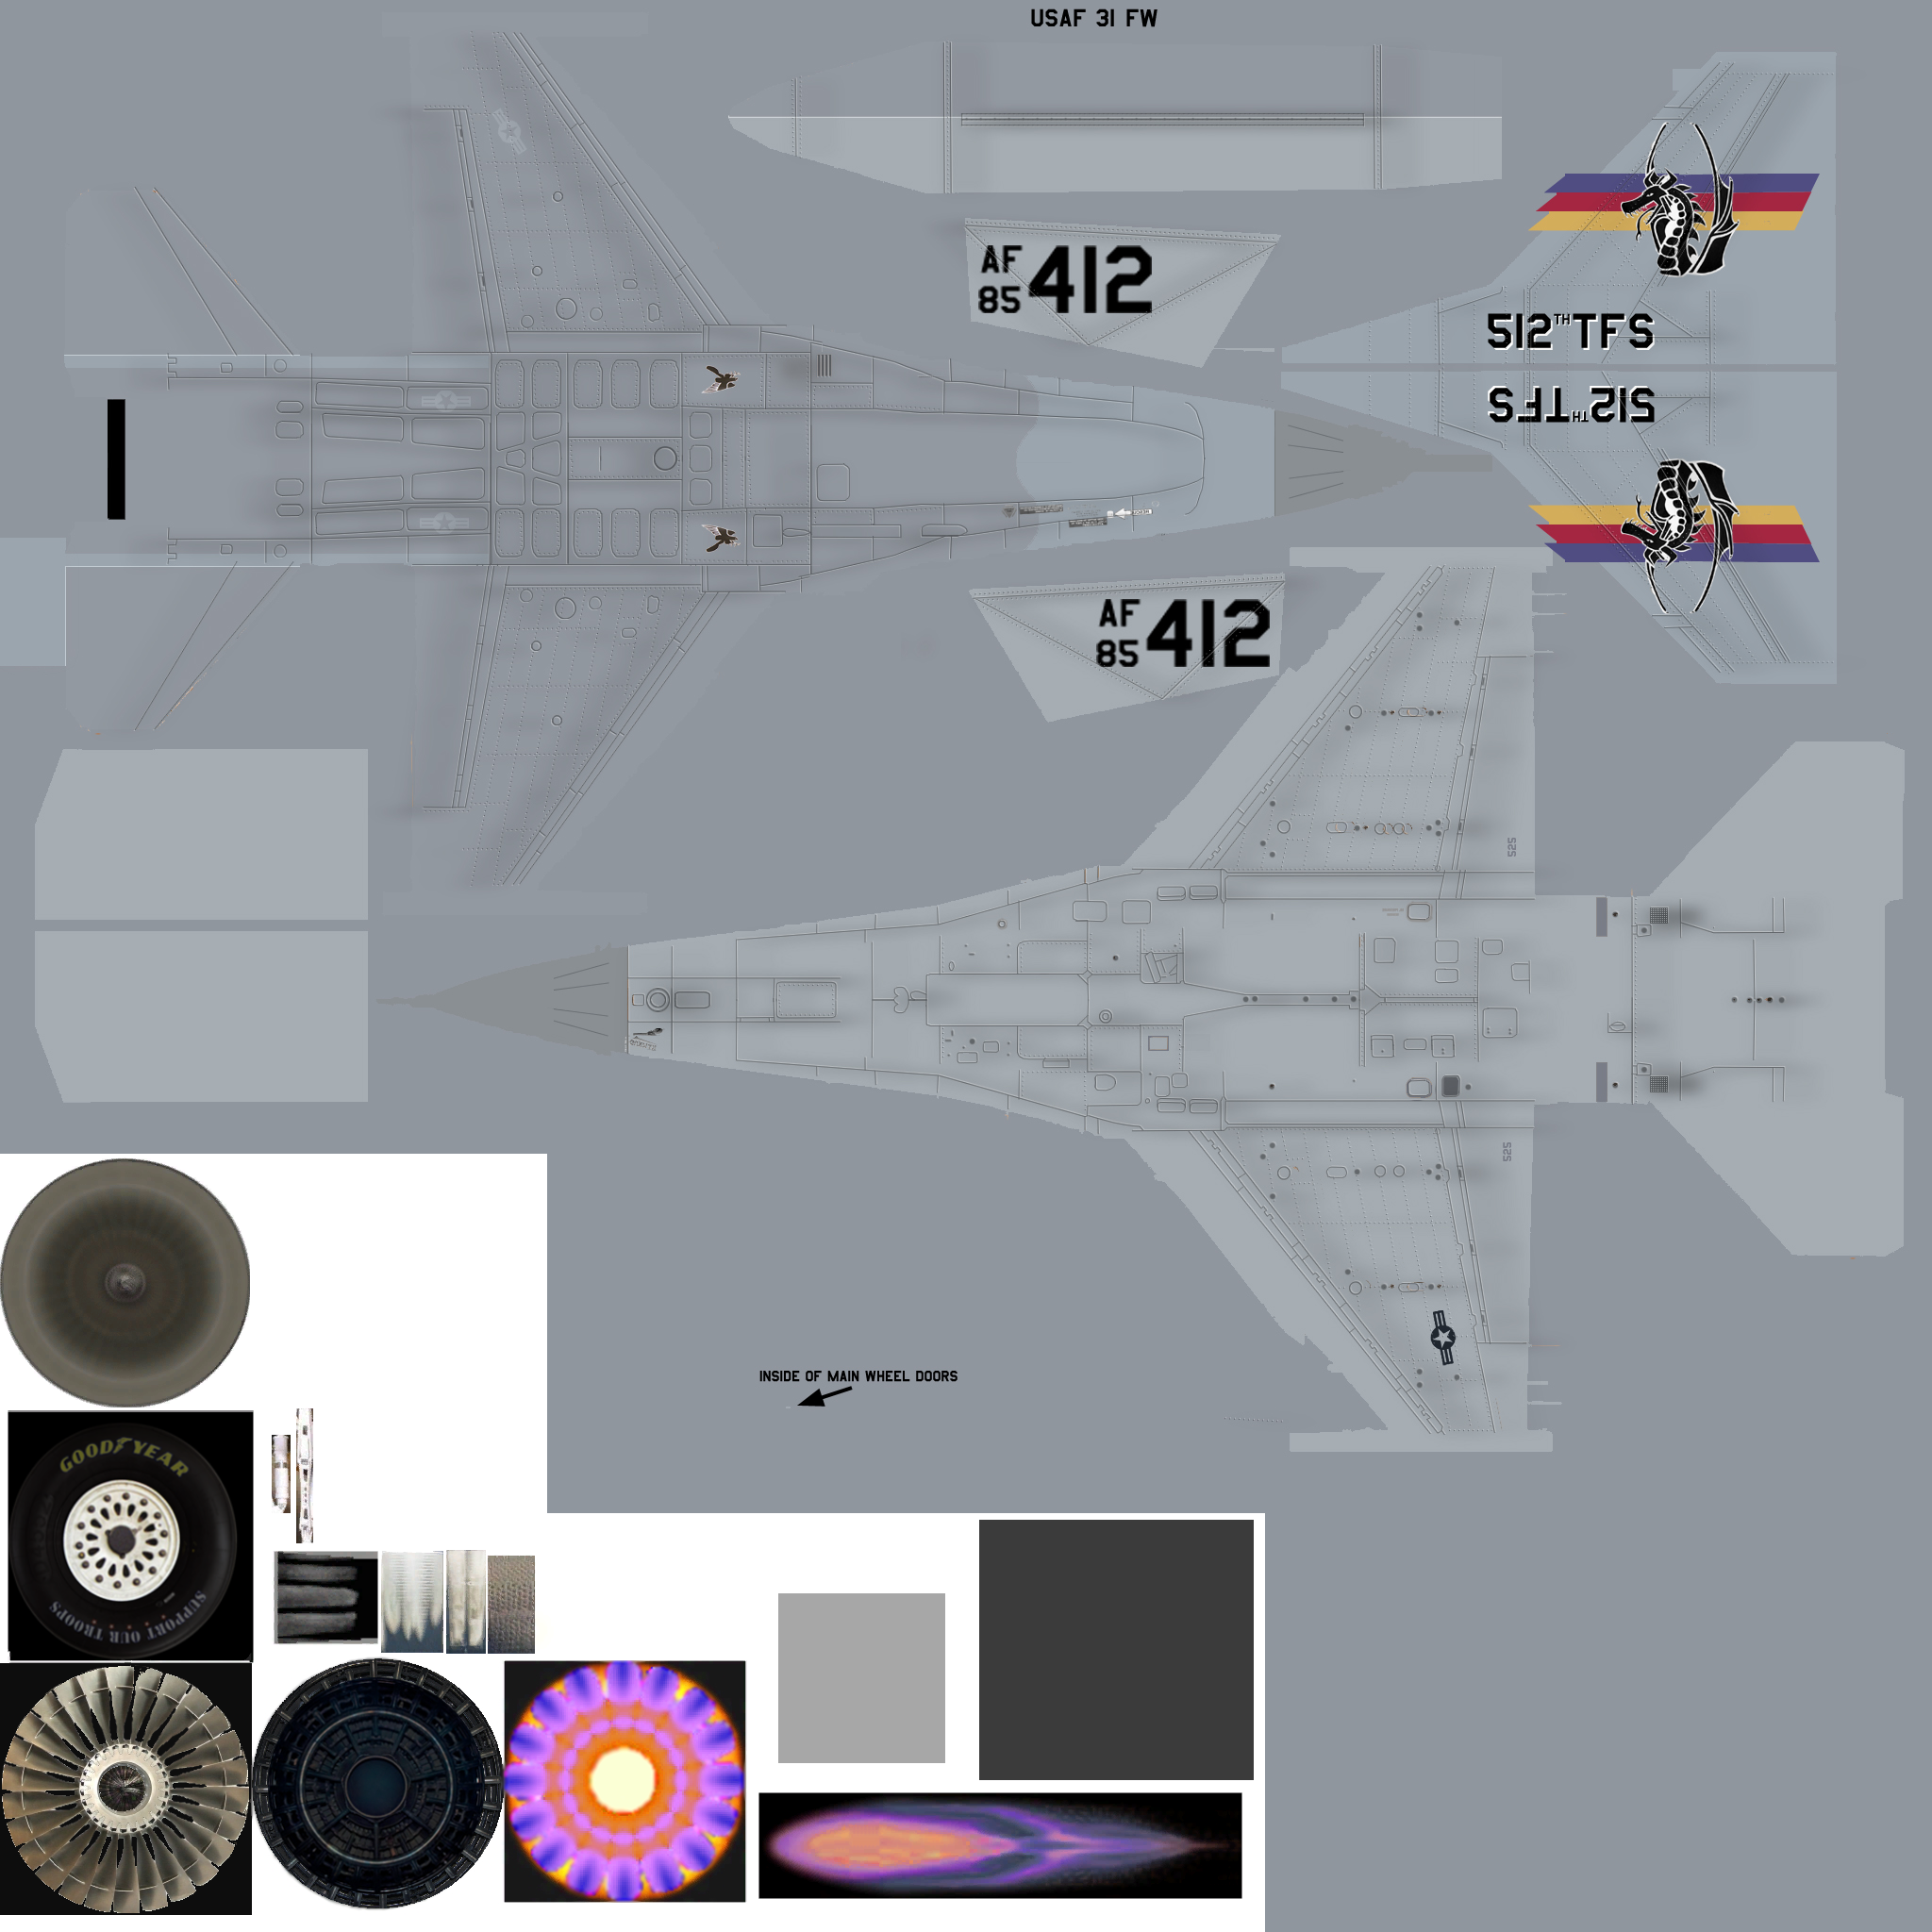 USAF 31 FW
AF
85 412
512TH TFS
512TH TFS
AF
85 412
525
525
INSIDE OF MAIN WHEEL DOORS
GOODYEAR
SUPPORT OUR TROOPS